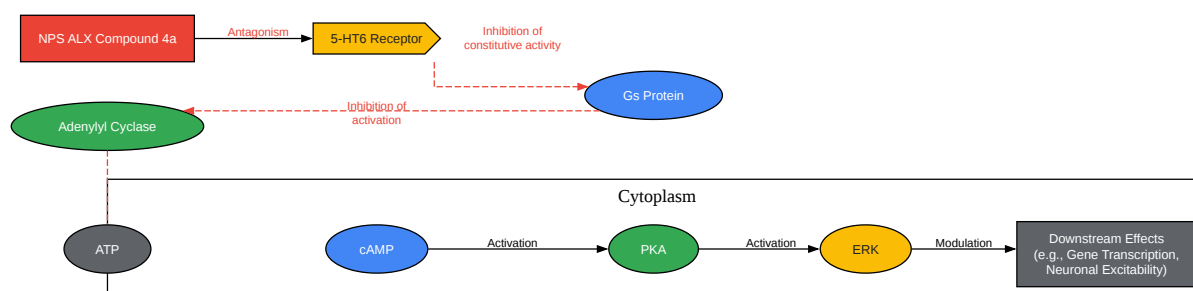 NPS ALX Compound 4a
Antagonism
5-HT6 Receptor
Inhibition of
constitutive activity
Gs Protein
Inhibition of
activation
Adenylyl Cyclase
Cytoplasm
ATP
cAMP
Activation
PKA
Activation
ERK
Modulation
Downstream Effects
(e.g., Gene Transcription,
Neuronal Excitability)